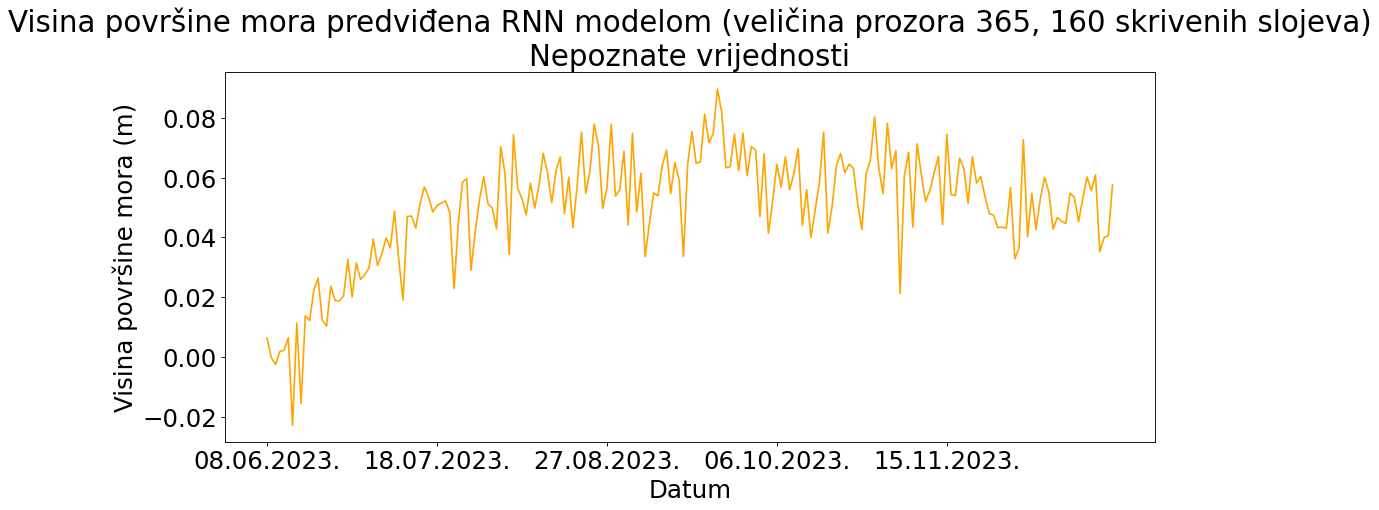 Visina površine mora predviđena RNN modelom (veličina prozora 365, 160 skrivenih slojeva)
Nepoznate vrijednosti
Visina površine mora (m)
0.08
0.06
0.04
0.02
0.00
−0.02
08.06.2023. 18.07.2023. 27.08.2023. 06.10.2023. 15.11.2023.
Datum